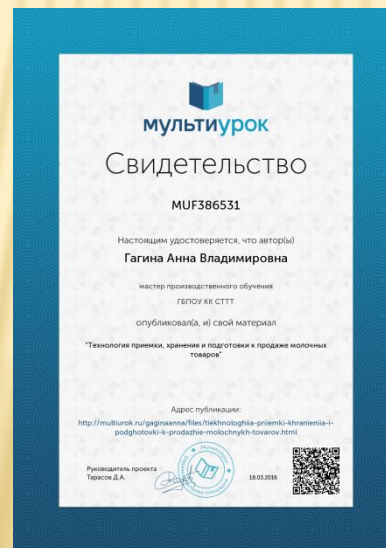 мультиурок
Свидетельство
MUF386531
Настоящим удостоверяется, что автор(ы)
Гагина Анна Владимировна
мастер производственного обучения
ГБПОУ КК СТТТ
опубликовал(а, и) свой материал
"Технология приемки, хранения и подготовки к продаже молочных
товаров"
Адрес публикации:
http://multiurok.ru/gaginaanna/files/tiekhnologhiia-priiemki-khranieniia-i-
podghotovki-k-prodazhie-molochnykh-tovarov.html
Руководитель проекта
Тарасов Д.А.
18.03.2016